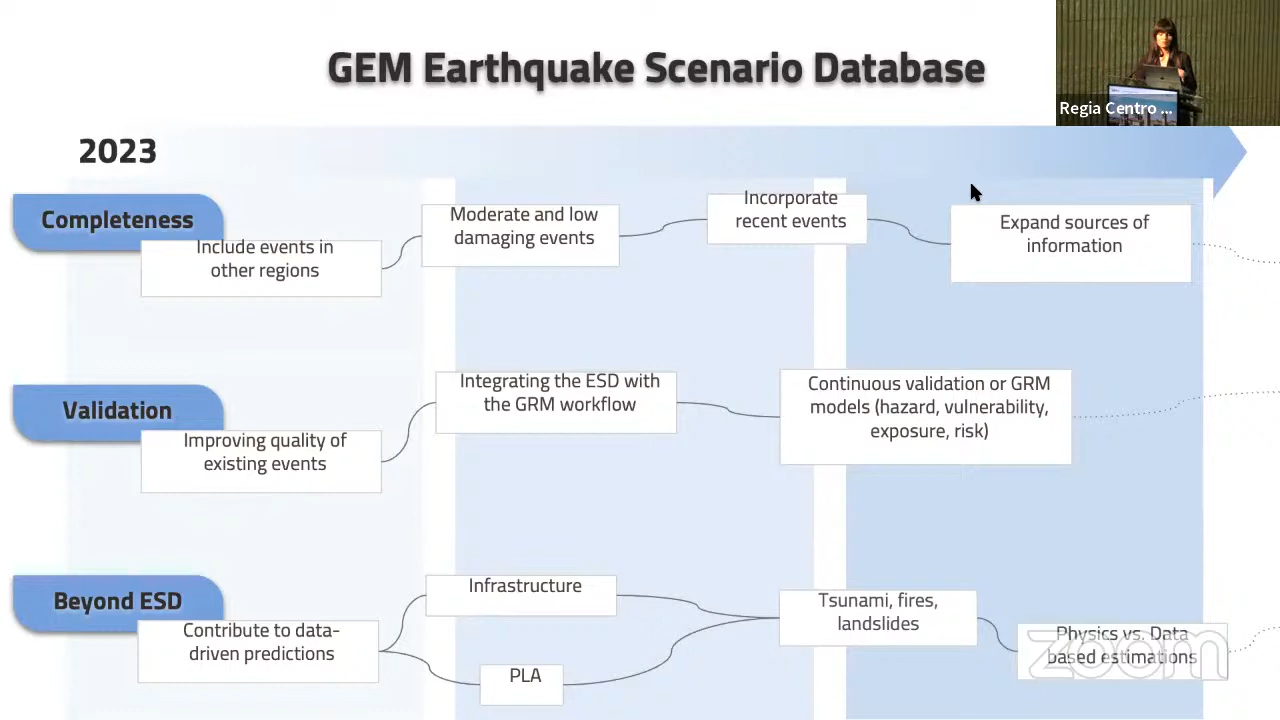 GEM Earthquake Scenario Database
Regia Centro ...
2023
Completeness
Include events in
other regions
Moderate and low
damaging events
Incorporate
recent events
Expand sources of
information
Validation
Improving quality of
existing events
Integrating the ESD with
the GRM workflow
Continuous validation or GRM
models (hazard, vulnerability,
exposure, risk)
Beyond ESD
Contribute to data-
driven predictions
Infrastructure
PLA
Tsunami, fires,
landslides
Physics vs. Data
based estimations
zoom